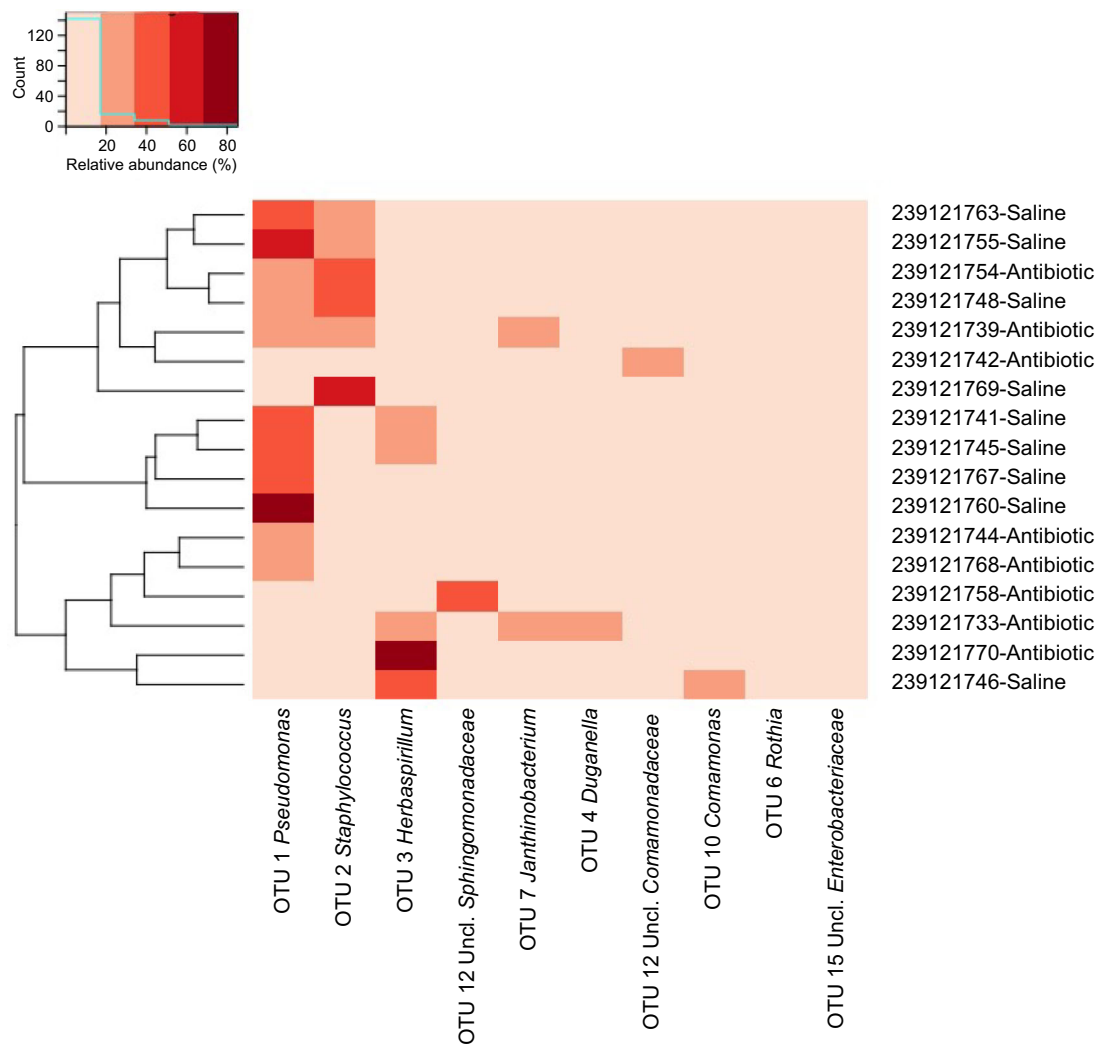 Count
120
80
40
0
20 40 60 80
Relative abundance (%)
239121763-Saline
239121755-Saline
239121754-Antibiotic
239121748-Saline
239121739-Antibiotic
239121742-Antibiotic
239121769-Saline
239121741-Saline
239121745-Saline
239121767-Saline
239121760-Saline
239121744-Antibiotic
239121768-Antibiotic
239121758-Antibiotic
239121733-Antibiotic
239121770-Antibiotic
239121746-Saline
OTU 1 Pseudomonas
OTU 2 Staphylococcus
OTU 3 Herbaspirillum
OTU 12 Uncl. Sphingomonadaceae
OTU 7 Janthinobacterium
OTU 4 Duganella
OTU 12 Uncl. Comamonadaceae
OTU 10 Comamonas
OTU 6 Rothia
OTU 15 Uncl. Enterobacteriaceae